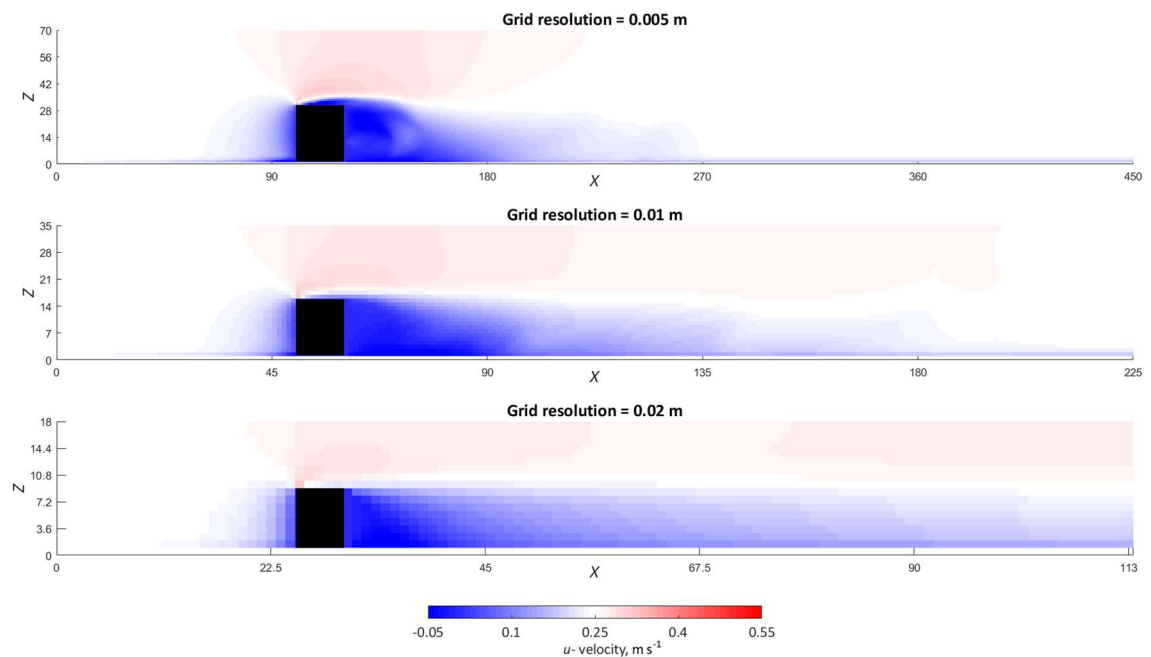 Grid resolution = 0.005 m
70
56
42
28
14
0
Z
0 90 180 270 360 450
X
Grid resolution = 0.01 m
35
28
21
14
7
0
Z
0 45 90 135 180 225
X
Grid resolution = 0.02 m
18
14.4
10.8
7.2
3.6
0
Z
0 22.5 45 67.5 90 113
X
-0.05 0.1 0.25 0.4 0.55
u- velocity, m s⁻¹